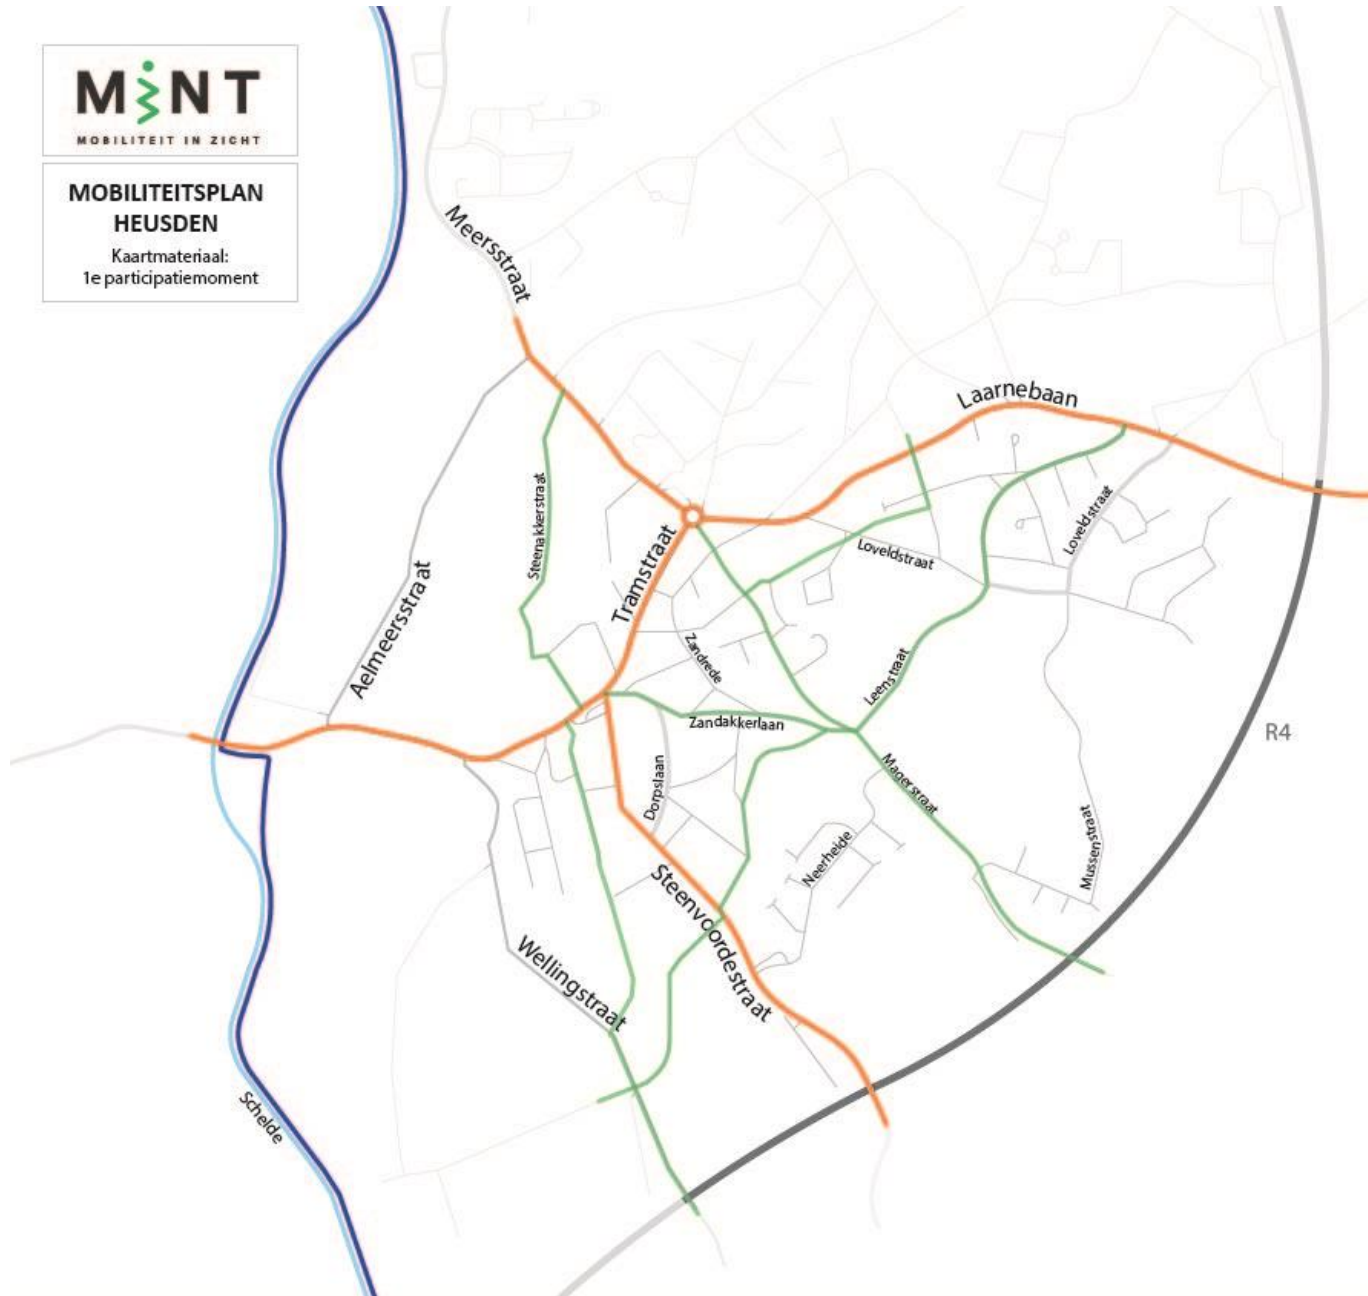 MiNT
MOBILITEIT IN ZICHT
MOBILITEITSPLAN
HEUSDEN
Kaartmateriaal:
1e participatiemoment
Meersstraat
Laarnebaan
Steenakkerstraat
Tramstraat
Loveldstraat
Loveldstraat
Aelmeersstraat
Zandrede
Leenstraat
Zandakkerlaan
R4
Dorpslaan
Magerstraat
Mussenstraat
Neerheide
Steenvoordestraat
Wellingstraat
Schelde